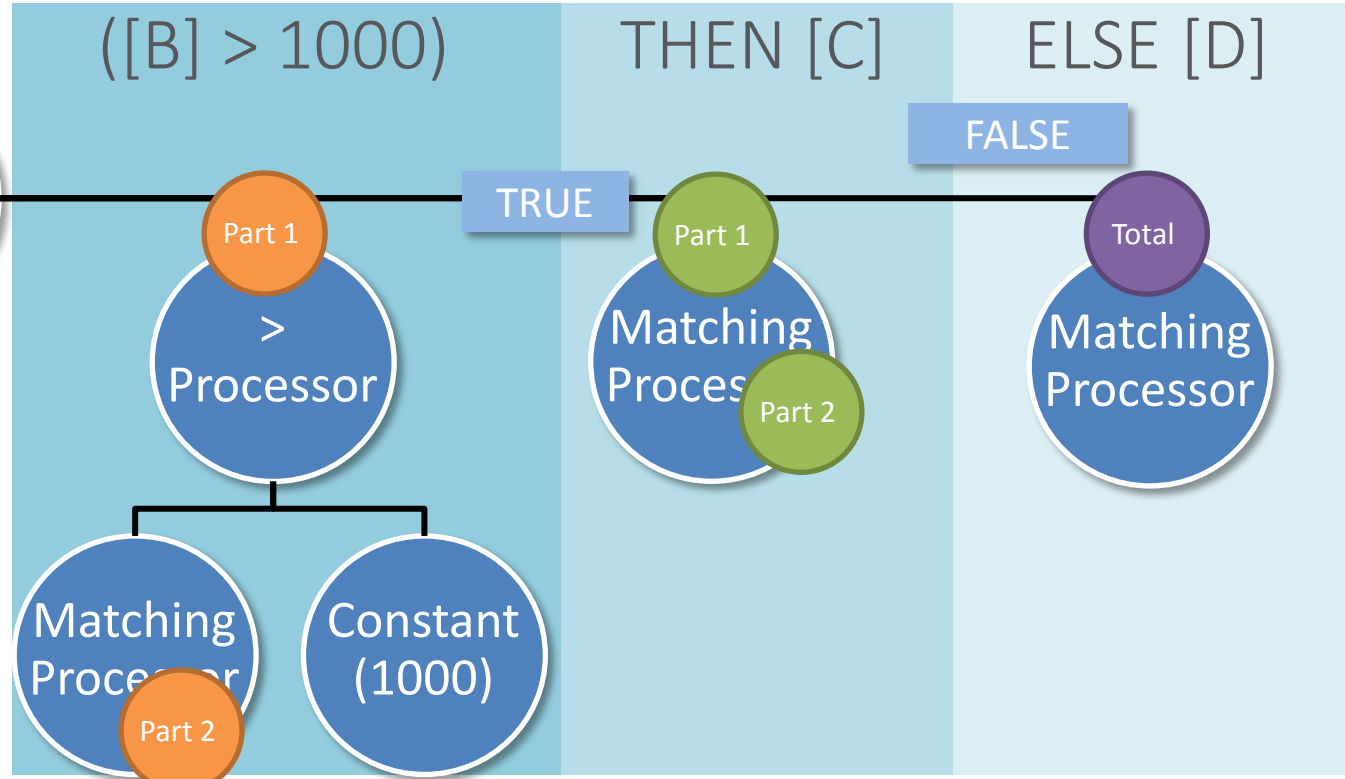 ([B] > 1000)
THEN [C]
ELSE [D]
FALSE
TRUE
Part 1
>
Processor
Part 1
Matching
Part 2
Total
Matching
Processor
Matching
Part 2
Constant
(1000)